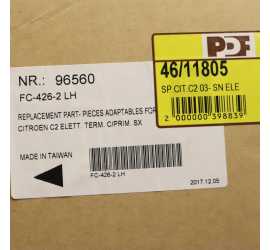 NR.: 96560
FC-426-2 LH
REPLACEMENT PART- PIECES ADAPTABLES FOR
CITROEN C2 ELETT. TERM. C/PRIM. SX
MADE IN TAIWAN
FC-426-2 LH
2017.12.05
PDF
46/11805
SP.CIT.C2 03- SN ELE
2 000000 398839